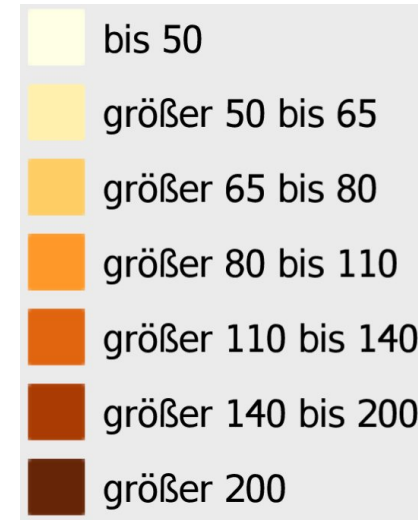 bis 50
größer 50 bis 65
größer 65 bis 80
größer 80 bis 110
größer 110 bis 140
größer 140 bis 200
größer 200